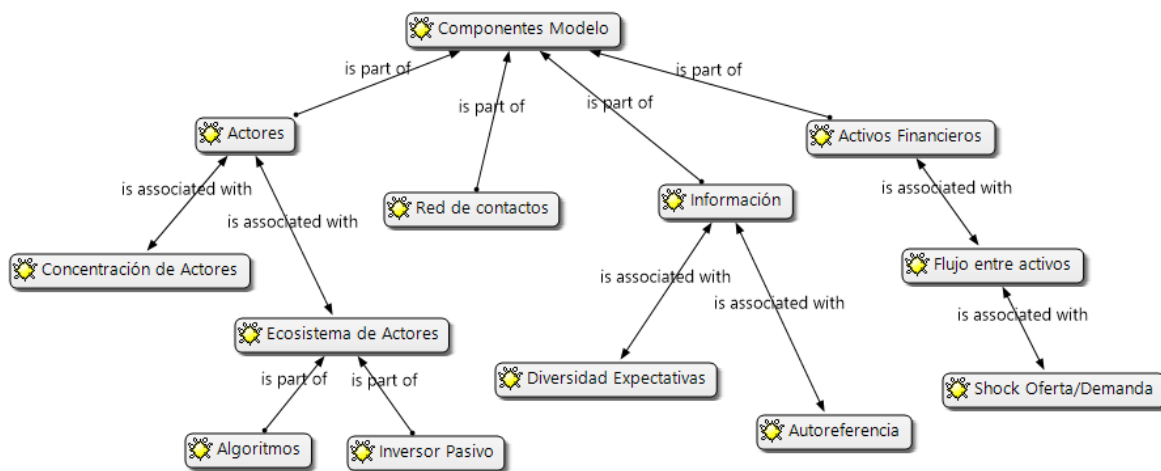 Componentes Modelo
is part of
is part of
is part of
is part of
Actores
Activos Financieros
is associated with
Red de contactos
Información
is associated with
Concentración de Actores
Flujo entre activos
is associated with
is associated with
is associated with
Ecosistema de Actores
is part of
is part of
Diversidad Expectativas
Shock Oferta/Demanda
Autoreferencia
Algoritmos
Inversor Pasivo